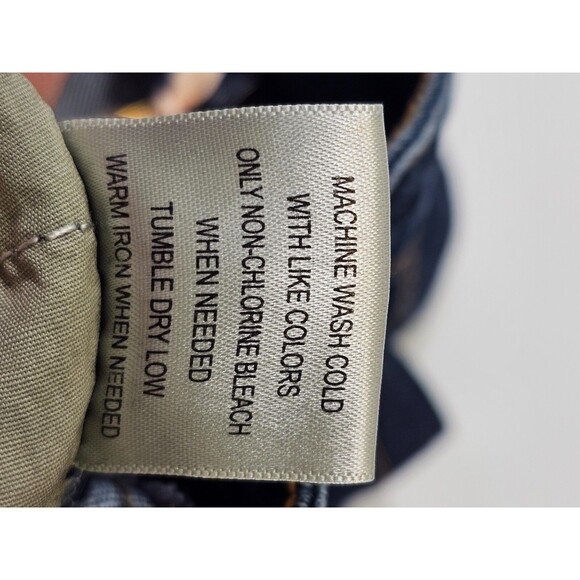 MACHINE WASH COLD
WITH LIKE COLORS
ONLY NON-CHLORINE BLEACH
WHEN NEEDED
TUMBLE DRY LOW
WARM IRON WHEN NEEDED